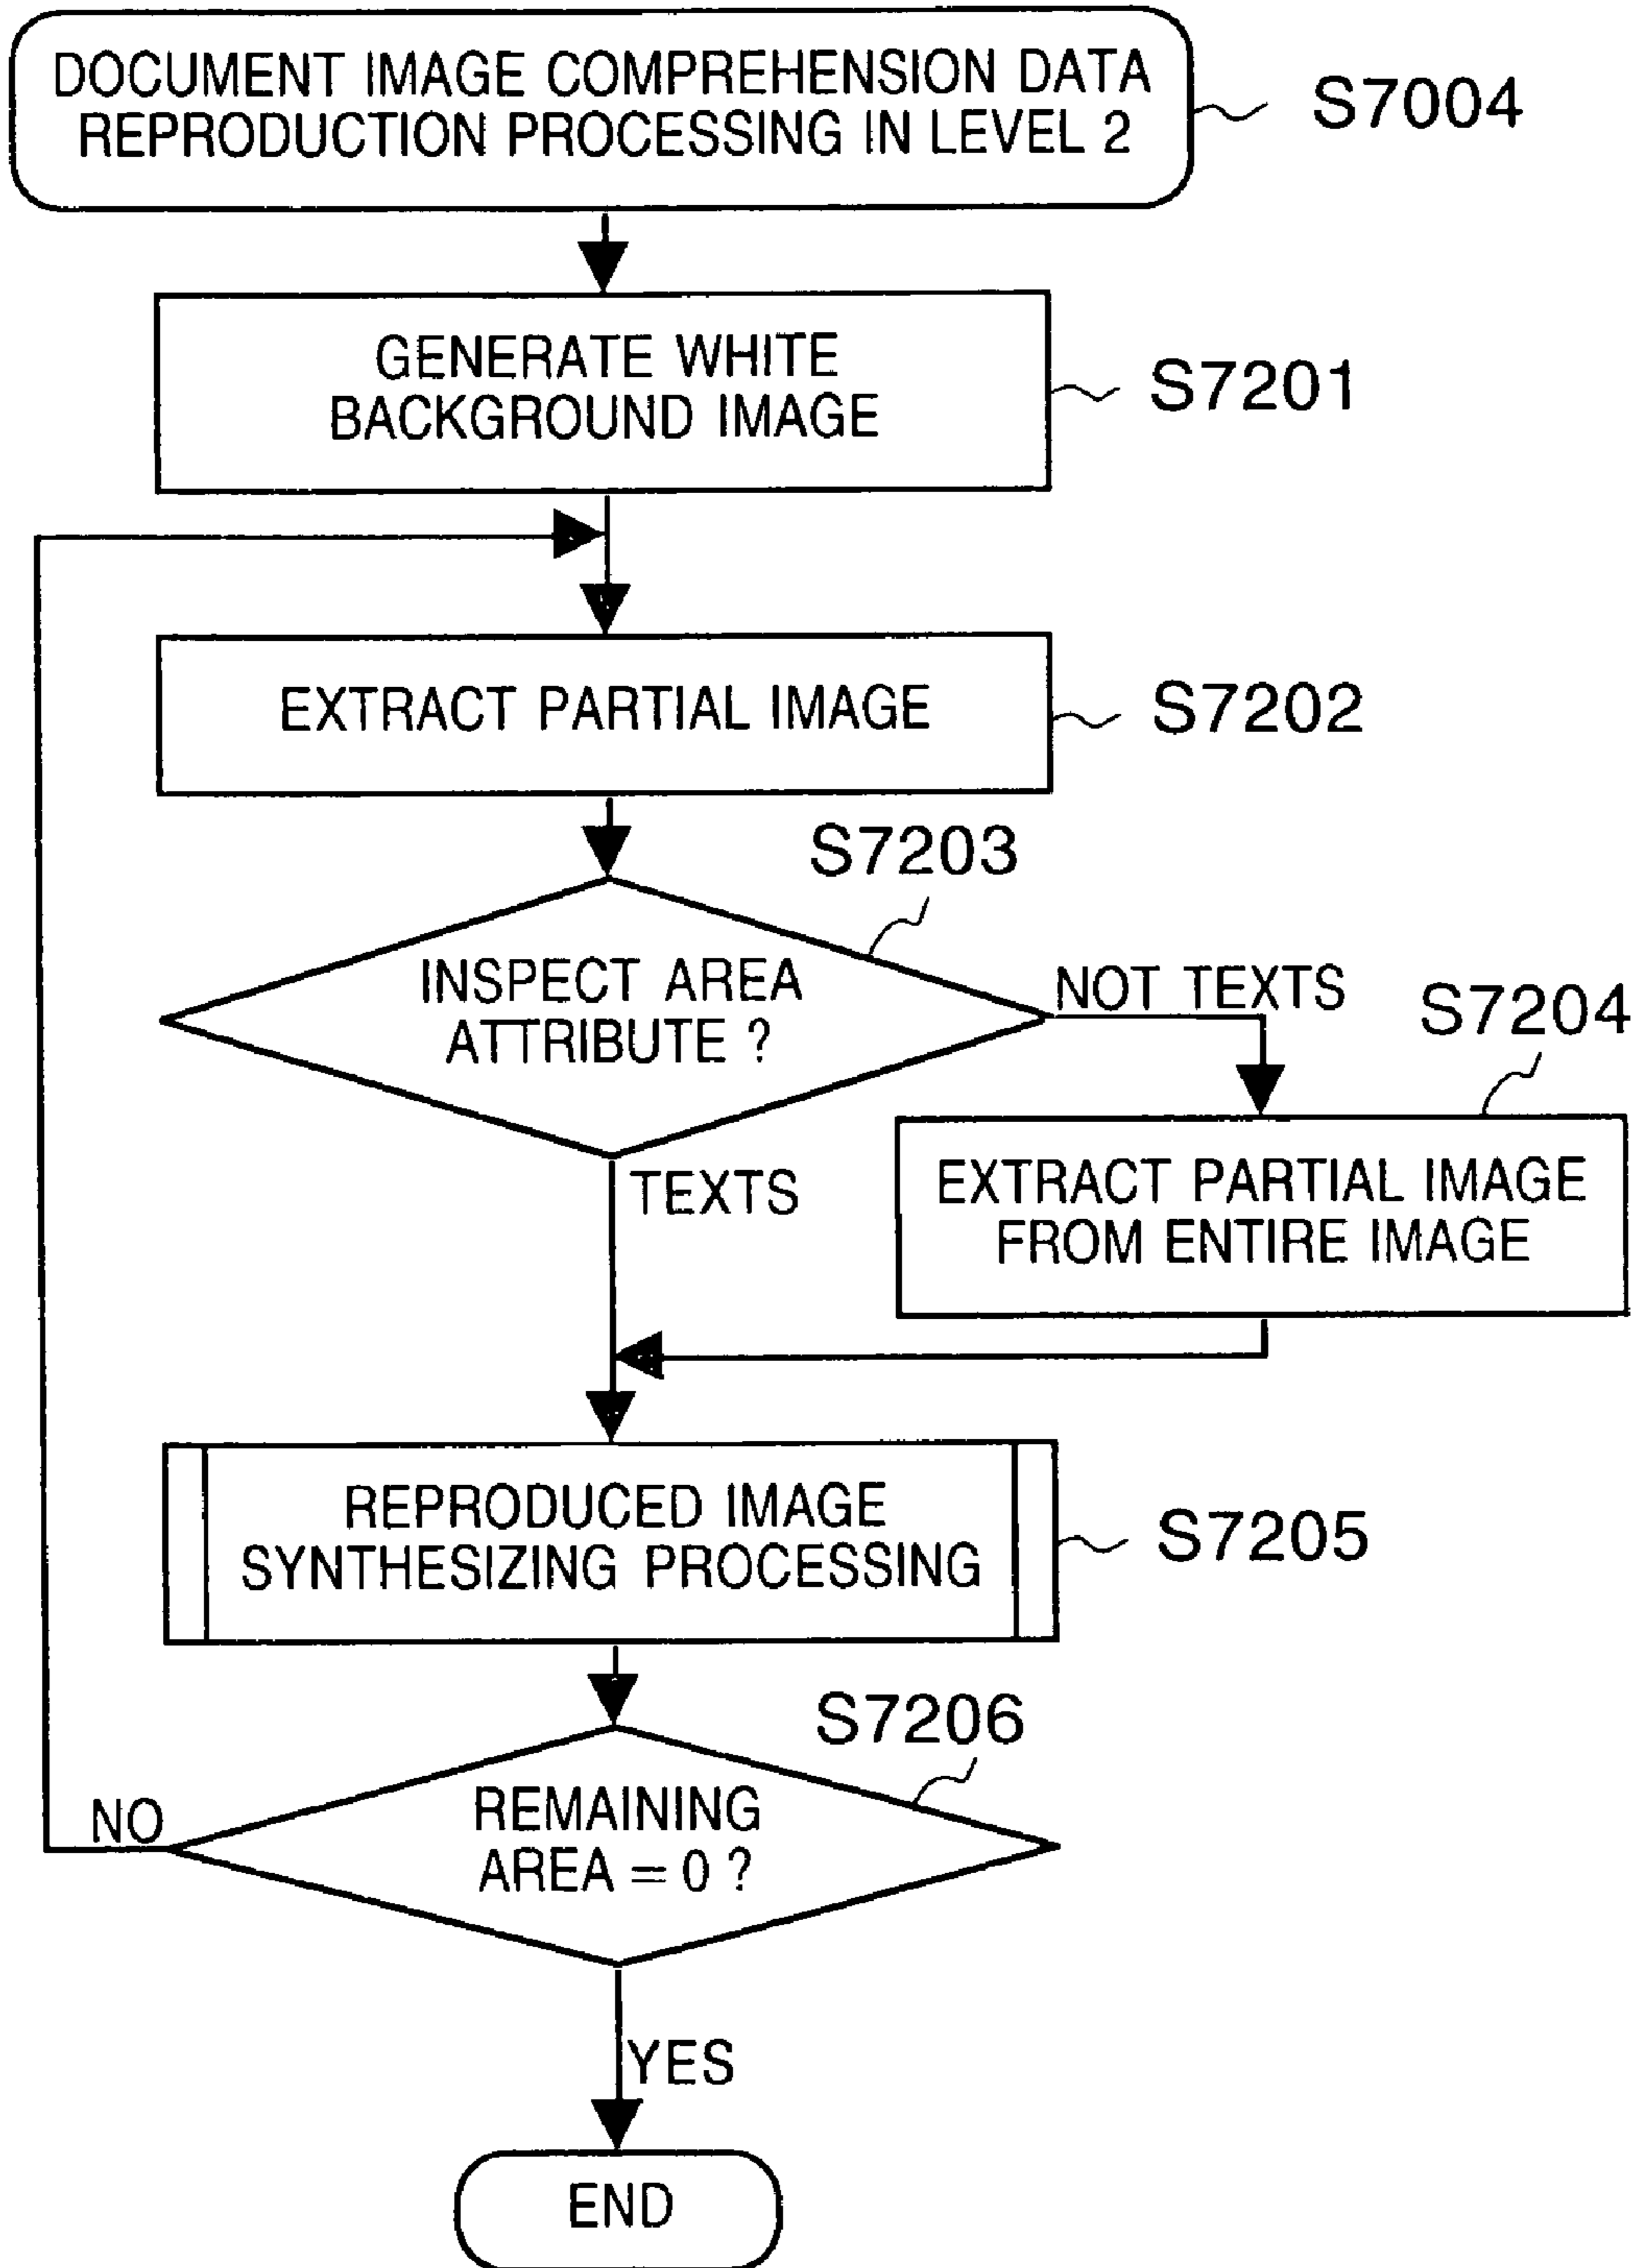 DOCUMENT IMAGE COMPREHENSION DATA
REPRODUCTION PROCESSING IN LEVEL 2
S7004
GENERATE WHITE
BACKGROUND IMAGE
S7201
EXTRACT PARTIAL IMAGE
S7202
S7203
INSPECT AREA
ATTRIBUTE ?
NOT TEXTS
S7204
TEXTS
EXTRACT PARTIAL IMAGE
FROM ENTIRE IMAGE
REPRODUCED IMAGE
SYNTHESIZING PROCESSING
S7205
S7206
REMAINING
AREA = 0 ?
NO
YES
END